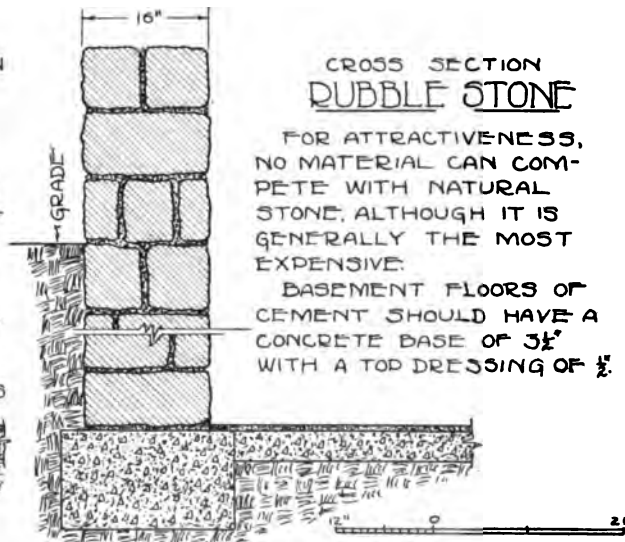 16"
CROSS SECTION
RUBBLE STONE
FOR ATTRACTIVENESS,
NO MATERIAL CAN COM-
PETE WITH NATURAL
STONE, ALTHOUGH IT IS
GENERALLY THE MOST
EXPENSIVE.
BASEMENT FLOORS OF
CEMENT SHOULD HAVE A
CONCRETE BASE OF 3½"
WITH A TOP DRESSING OF ½".
GRADE
12" 0